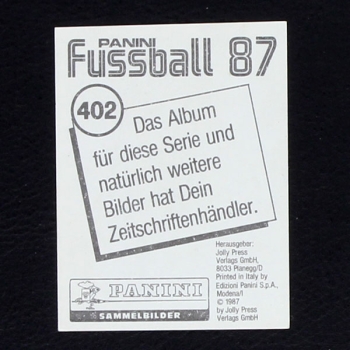 PANINI
Fussball 87
402
Das Album
für diese Serie und
natürlich weitere
Bilder hat Dein
Zeitschriftenhändler.
Herausgeber:
Jolly Press
Verlags GmbH,
8033 Planegg/D
Printed in Italy by
Edizioni Panini S.p.A.,
Modena/I
© 1987
by Jolly Press
Verlags GmbH
PANINI
SAMMELBILDER